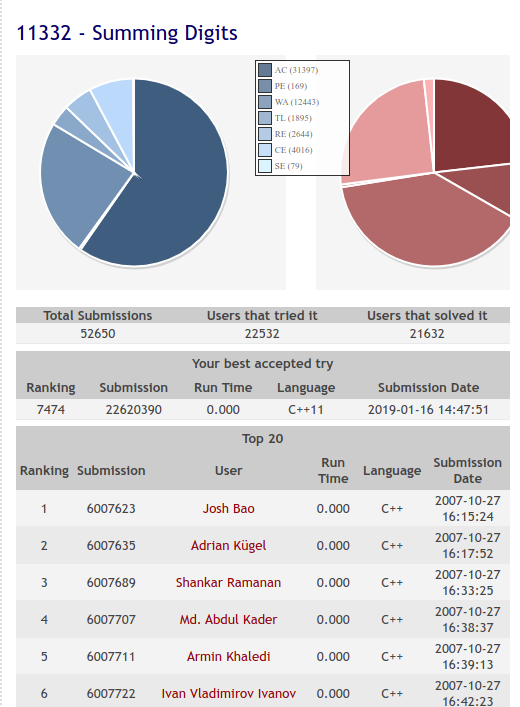 11332 - Summing Digits
AC (31397)
PE (169)
WA (12443)
TL (1895)
RE (2644)
CE (4016)
SE (79)
Total Submissions Users that tried it Users that solved it
52650 22532 21632
Your best accepted try
Ranking Submission Run Time Language Submission Date
7474 22620390 0.000 C++11 2019-01-16 14:47:51
Top 20
Ranking Submission User Run Time Language Submission Date
1 6007623 Josh Bao 0.000 C++ 2007-10-27 16:15:24
2 6007635 Adrian Kügel 0.000 C++ 2007-10-27 16:17:52
3 6007689 Shankar Ramanan 0.000 C++ 2007-10-27 16:33:25
4 6007707 Md. Abdul Kader 0.000 C++ 2007-10-27 16:38:37
5 6007711 Armin Khaledi 0.000 C++ 2007-10-27 16:39:13
6 6007722 Ivan Vladimirov Ivanov 0.000 C++ 2007-10-27 16:42:23